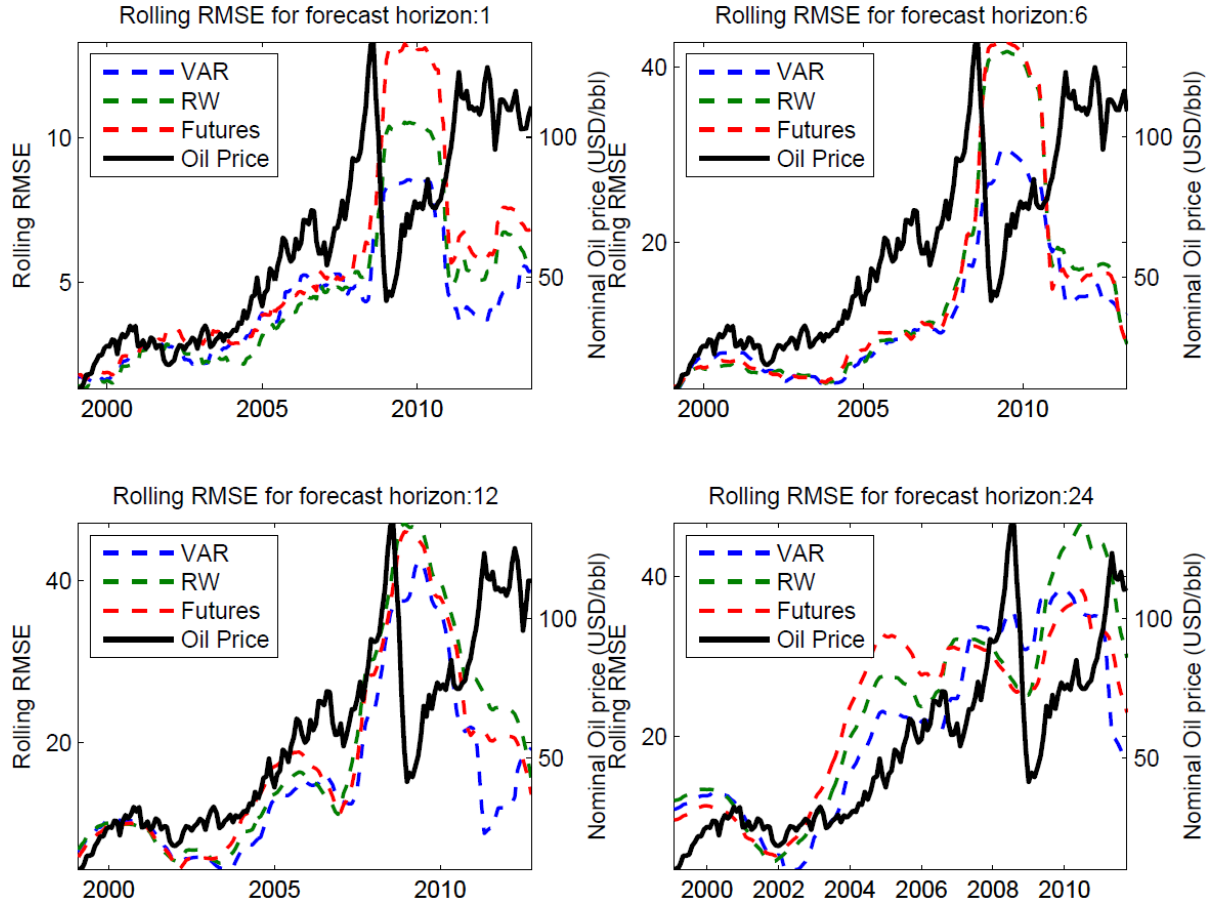 Rolling RMSE for forecast horizon:1
VAR
RW
Futures
Oil Price
10
5
100
50
2000
2005
2010
Rolling RMSE
Nominal Oil price (USD/bbl)
Rolling RMSE for forecast horizon:6
VAR
RW
Futures
Oil Price
40
20
100
50
2000
2005
2010
Rolling RMSE
Nominal Oil price (USD/bbl)
Rolling RMSE for forecast horizon:12
VAR
RW
Futures
Oil Price
40
20
100
50
2000
2005
2010
Rolling RMSE
Nominal Oil price (USD/bbl)
Rolling RMSE for forecast horizon:24
VAR
RW
Futures
Oil Price
40
20
100
50
2000
2002
2004
2006
2008
2010
Rolling RMSE
Nominal Oil price (USD/bbl)